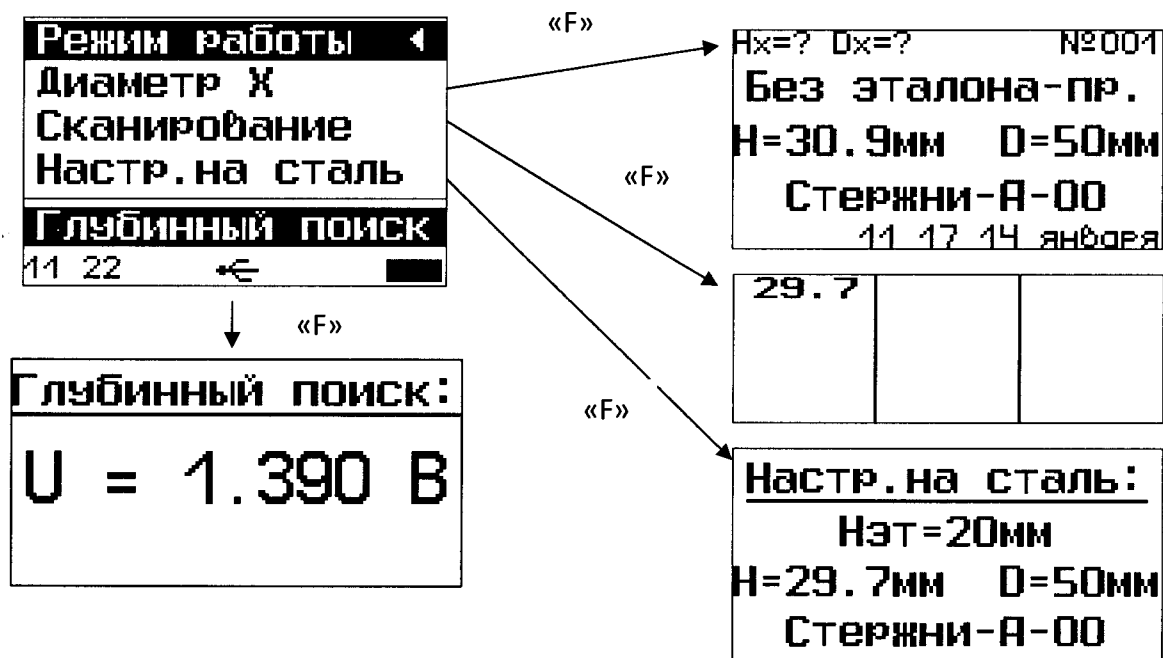 Режим работы
Диаметр X
Сканирование
Настр.на сталь
Глубинный поиск
11 22
«F»
Hx=? Dx=? №001
Без эталона-пр.
H=30.9мм D=50мм
Стержни-А-00
11 17 14 января
«F»
29.7
«F»
Глубинный поиск:
U = 1.390 В
«F»
Настр.на сталь:
Hэт=20мм
H=29.7мм D=50мм
Стержни-А-00